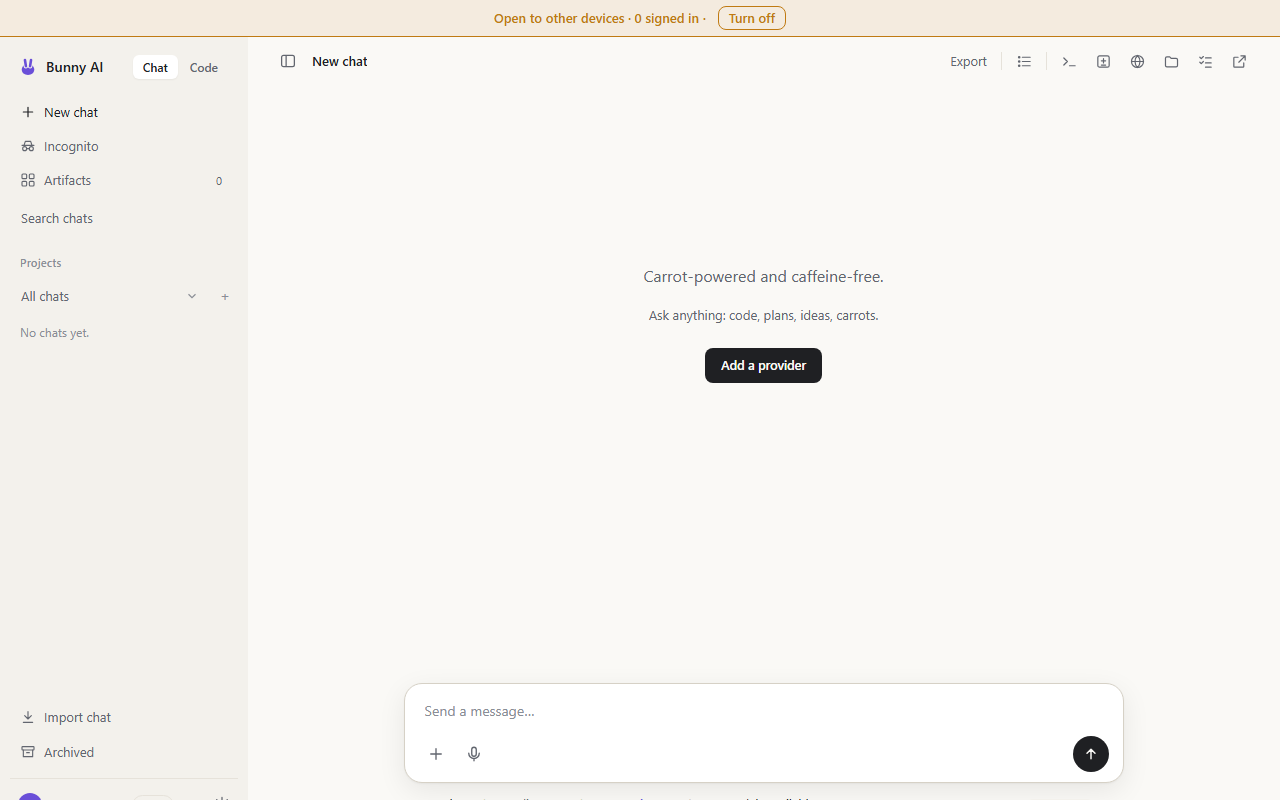 Open to other devices · 0 signed in · Turn off
Bunny AI
Chat
Code
New chat
Incognito
Artifacts 0
Search chats
Projects
All chats +
No chats yet.
Import chat
Archived
New chat
Export
Carrot-powered and caffeine-free.
Ask anything: code, plans, ideas, carrots.
Add a provider
Send a message...